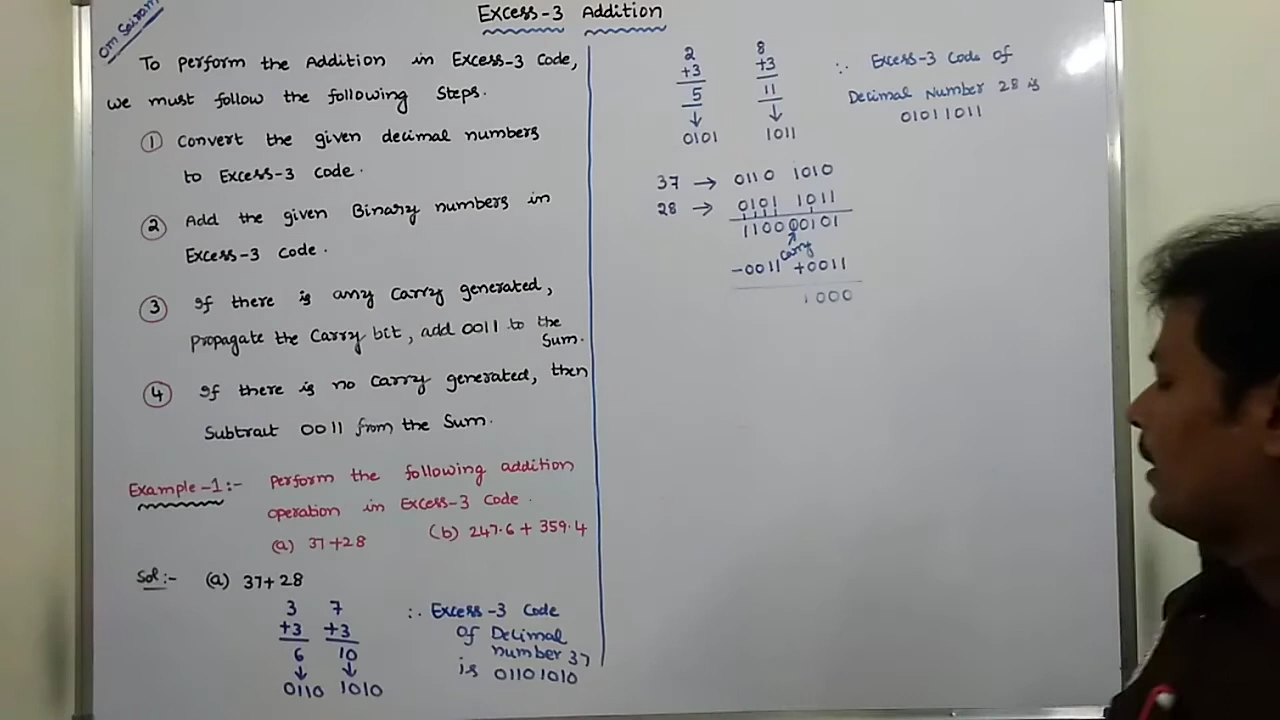 Om Sairam
Excess-3 Addition
To perform the Addition in Excess-3 Code,
we must follow the following Steps.
① Convert the given decimal numbers
to Excess-3 code.
② Add the given Binary numbers in
Excess-3 code.
③ If there is any Carry generated,
Propagate the Carry bit, add 0011 to the
Sum.
④ If there is no Carry generated, then
Subtract 0011 from the Sum.
Example-1:- Perform the following addition
operation in Excess-3 Code.
(a) 37+28 (b) 247.6 + 359.4
Sol:- (a) 37+28
3 7
+3 +3
6 10
↓ ↓
0110 1010
∴ Excess-3 Code
Of Decimal
number 37
is 01101010
2 8
+3 +3
5 11
↓ ↓
0101 1011
∴ Excess-3 Code of
Decimal Number 28 is
01011011
37 → 0110 1010
28 → 0101 1011
1100 00101
carry
-0011 +0011
1000